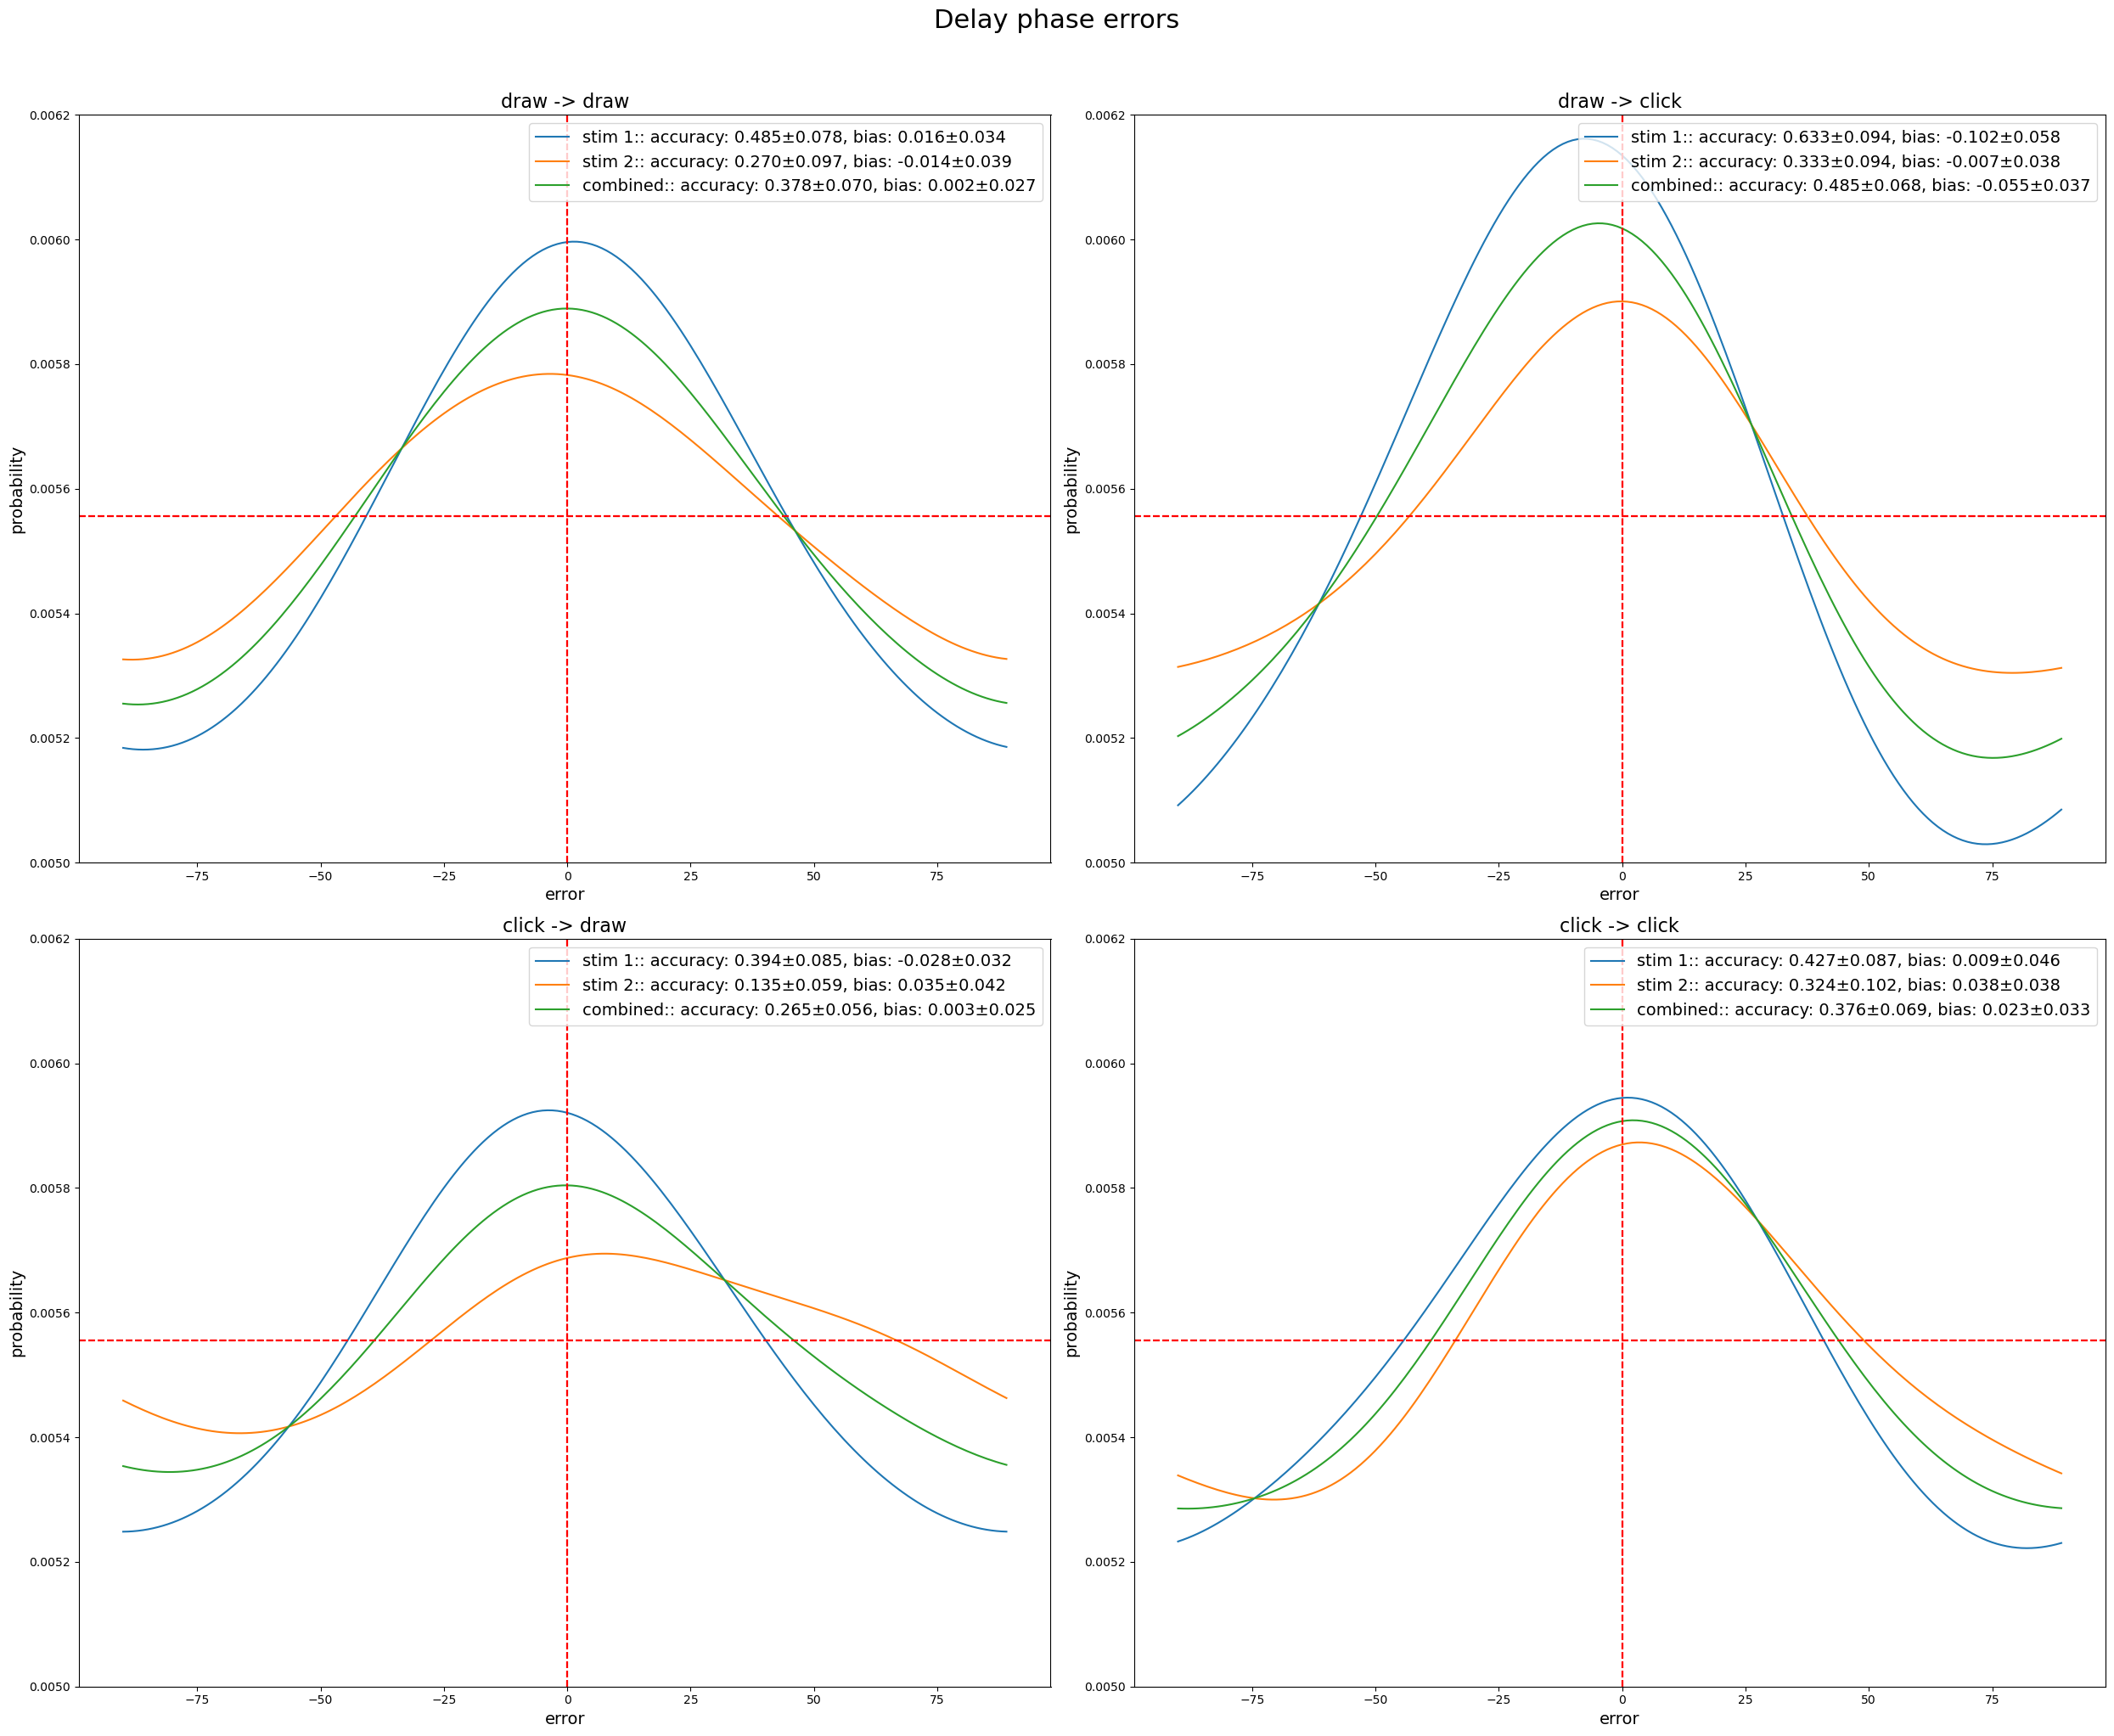 Delay phase errors
draw -> draw
stim 1:: accuracy: 0.485±0.078, bias: 0.016±0.034
stim 2:: accuracy: 0.270±0.097, bias: -0.014±0.039
combined:: accuracy: 0.378±0.070, bias: 0.002±0.027
probability
0.0062
0.0060
0.0058
0.0056
0.0054
0.0052
0.0050
−75 −50 −25 0 25 50 75
error
draw -> click
stim 1:: accuracy: 0.633±0.094, bias: -0.102±0.058
stim 2:: accuracy: 0.333±0.094, bias: -0.007±0.038
combined:: accuracy: 0.485±0.068, bias: -0.055±0.037
probability
0.0062
0.0060
0.0058
0.0056
0.0054
0.0052
0.0050
−75 −50 −25 0 25 50 75
error
click -> draw
stim 1:: accuracy: 0.394±0.085, bias: -0.028±0.032
stim 2:: accuracy: 0.135±0.059, bias: 0.035±0.042
combined:: accuracy: 0.265±0.056, bias: 0.003±0.025
probability
0.0062
0.0060
0.0058
0.0056
0.0054
0.0052
0.0050
−75 −50 −25 0 25 50 75
error
click -> click
stim 1:: accuracy: 0.427±0.087, bias: 0.009±0.046
stim 2:: accuracy: 0.324±0.102, bias: 0.038±0.038
combined:: accuracy: 0.376±0.069, bias: 0.023±0.033
probability
0.0062
0.0060
0.0058
0.0056
0.0054
0.0052
0.0050
−75 −50 −25 0 25 50 75
error